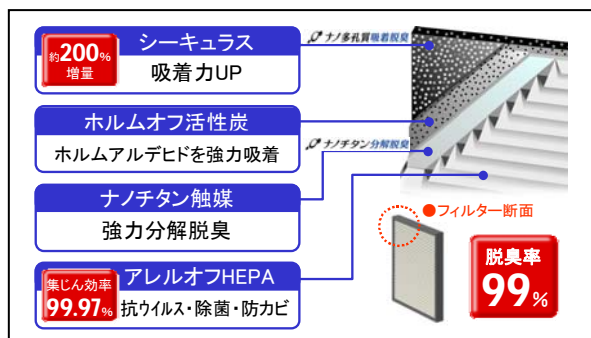 シーキュラス
約200%
増量
吸着力UP
ナノ多孔質吸着脱臭
ホルムオフ活性炭
ホルムアルデヒドを強力吸着
ナノチタン分解脱臭
ナノチタン触媒
強力分解脱臭
●フィルター断面
アレルオフHEPA
集じん効率
99.97%
抗ウイルス・除菌・防カビ
脱臭率
99%